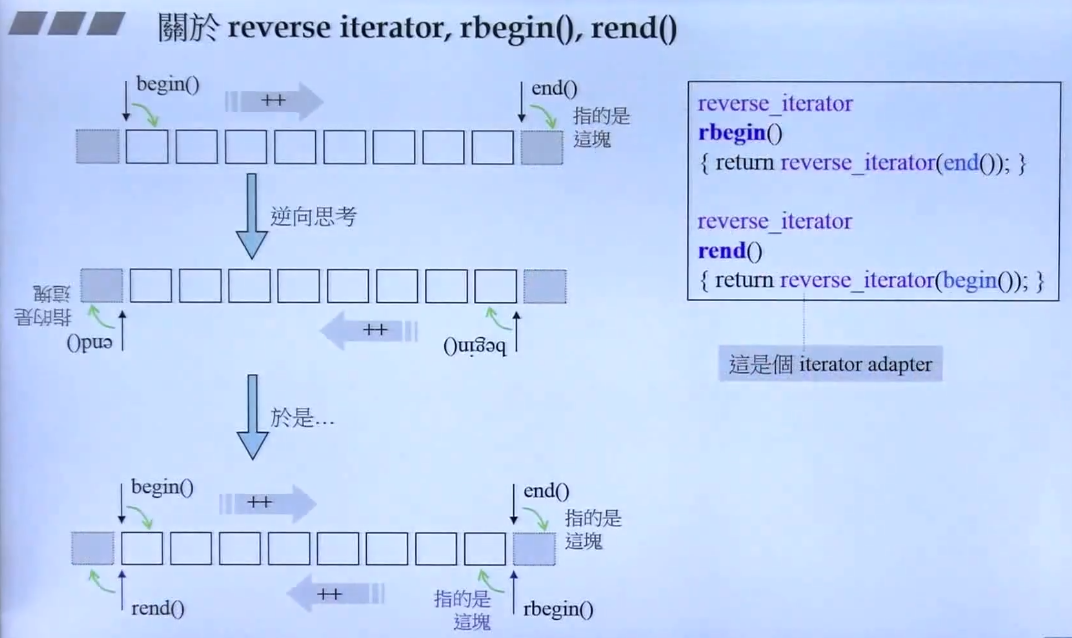 關於 reverse iterator, rbegin(), rend()
begin()
++
end()
指的是
這塊
逆向思考
指的是
這塊
end()
++
begin()
於是…
begin()
++
end()
指的是
這塊
rend()
++
指的是
這塊
rbegin()
reverse_iterator
rbegin()
{ return reverse_iterator(end()); }
reverse_iterator
rend()
{ return reverse_iterator(begin()); }
這是個 iterator adapter